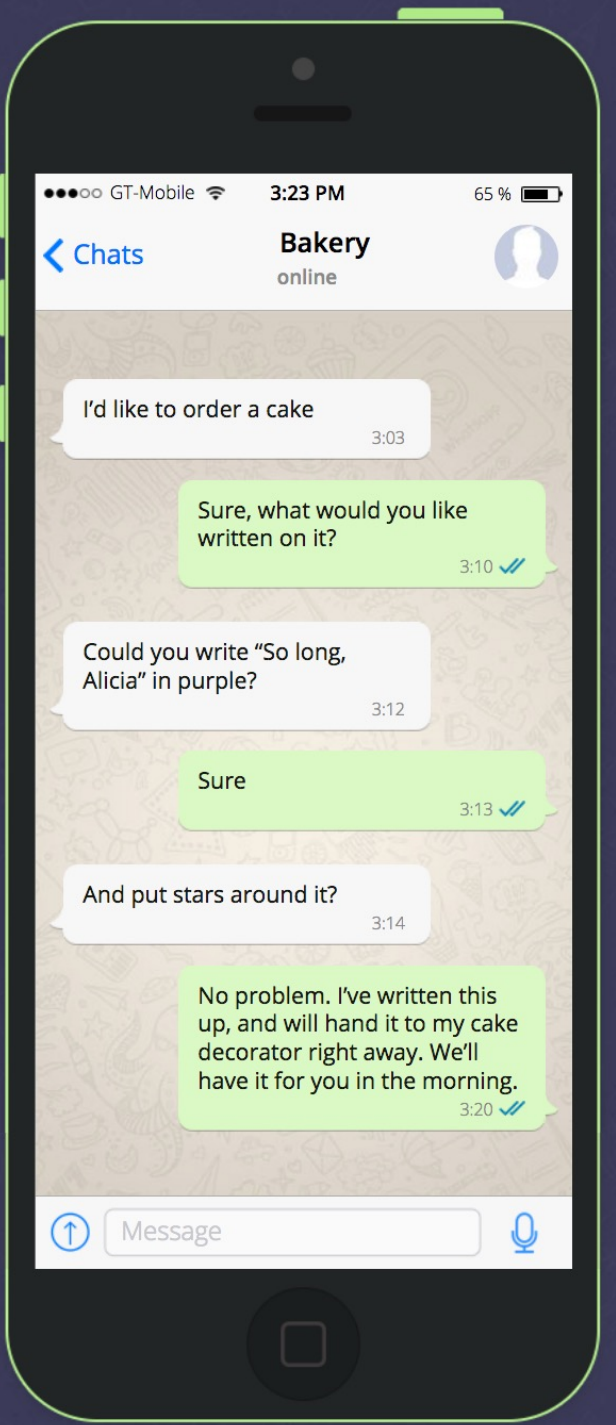 GT-Mobile 3:23 PM 65 %
Chats Bakery
online
I’d like to order a cake
3:03
Sure, what would you like
written on it?
3:10
Could you write “So long,
Alicia” in purple?
3:12
Sure
3:13
And put stars around it?
3:14
No problem. I’ve written this
up, and will hand it to my cake
decorator right away. We’ll
have it for you in the morning.
3:20
Message